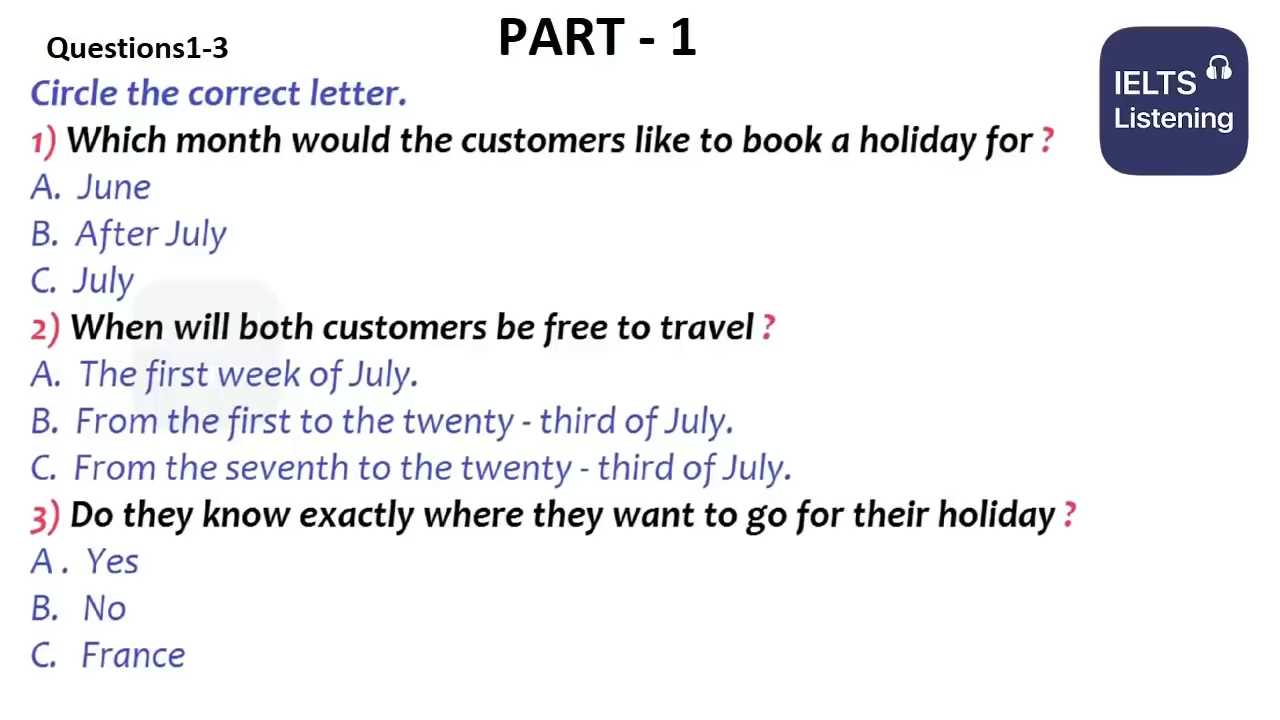 PART - 1
Questions1-3
IELTS
Listening
Circle the correct letter.
1) Which month would the customers like to book a holiday for ?
A. June
B. After July
C. July
2) When will both customers be free to travel ?
A. The first week of July.
B. From the first to the twenty - third of July.
C. From the seventh to the twenty - third of July.
3) Do they know exactly where they want to go for their holiday ?
A . Yes
B. No
C. France